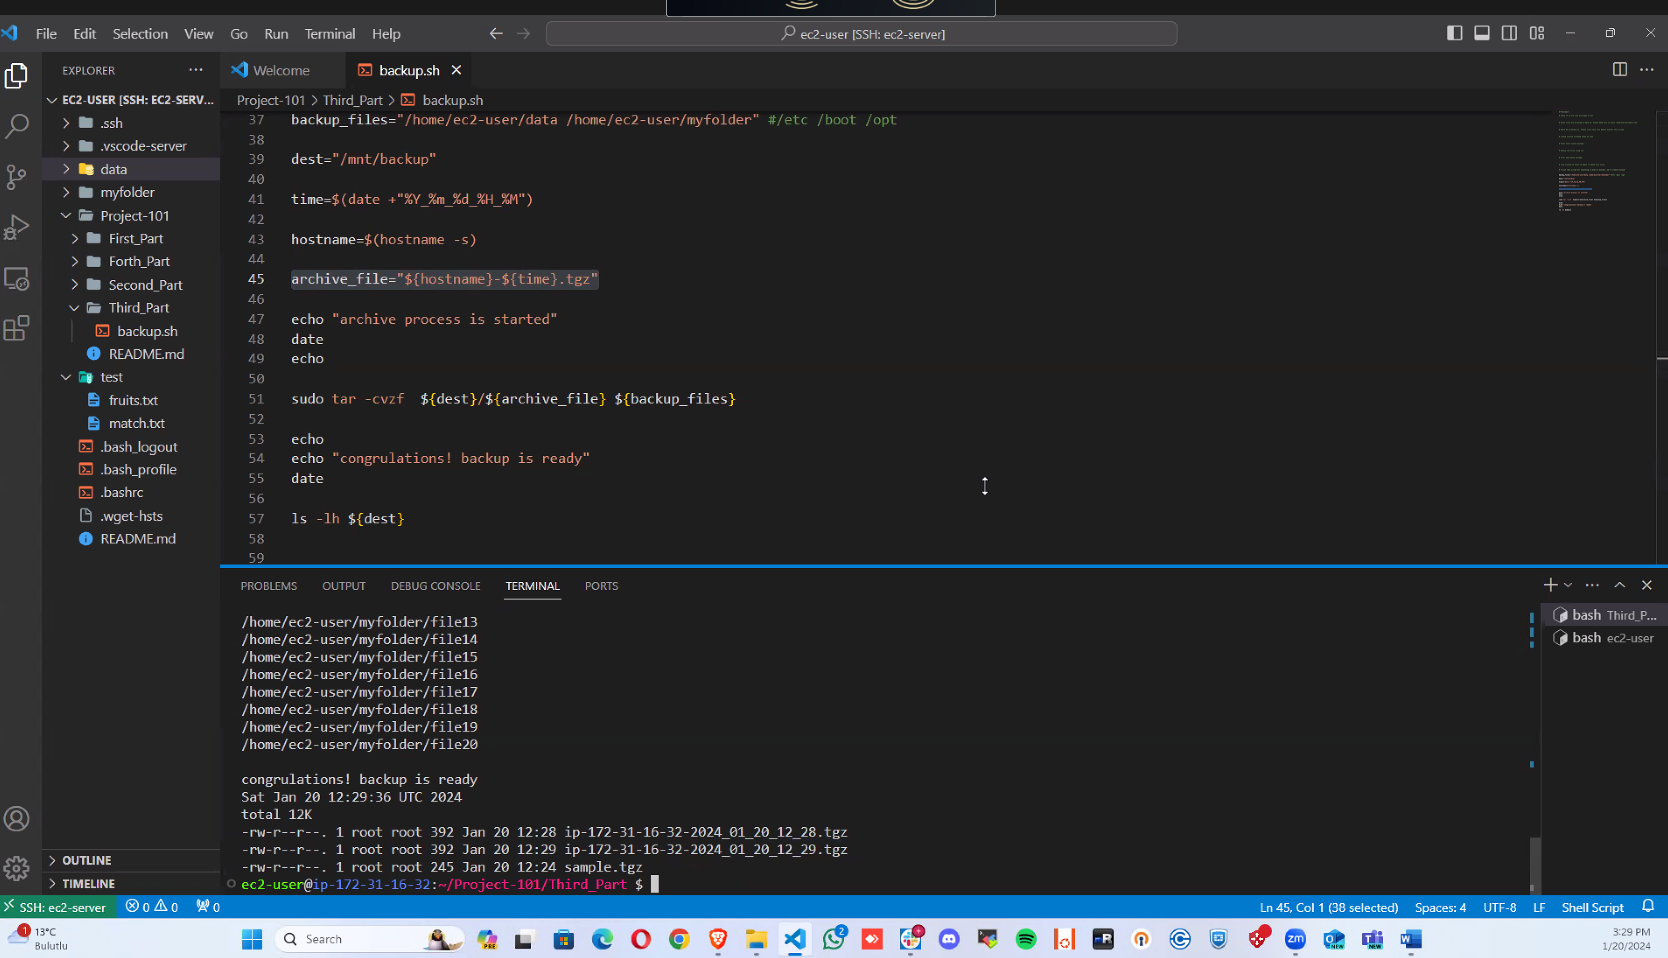 File Edit Selection View Go Run Terminal Help
ec2-user [SSH: ec2-server]
EXPLORER
Welcome
backup.sh
EC2-USER [SSH: EC2-SERV...
Project-101 > Third_Part > backup.sh
.ssh
.vscode-server
data
myfolder
Project-101
First_Part
Forth_Part
Second_Part
Third_Part
backup.sh
README.md
test
fruits.txt
match.txt
.bash_logout
.bash_profile
.bashrc
.wget-hsts
README.md
OUTLINE
TIMELINE
37 backup_files="/home/ec2-user/data /home/ec2-user/myfolder" #/etc /boot /opt
38
39 dest="/mnt/backup"
40
41 time=$(date +"%Y_%m_%d_%H_%M")
42
43 hostname=$(hostname -s)
44
45 archive_file="${hostname}-${time}.tgz"
46
47 echo "archive process is started"
48 date
49 echo
50
51 sudo tar -cvzf  ${dest}/${archive_file} ${backup_files}
52
53 echo
54 echo "congrulations! backup is ready"
55 date
56
57 ls -lh ${dest}
58
59
PROBLEMS OUTPUT DEBUG CONSOLE TERMINAL PORTS
/home/ec2-user/myfolder/file13
/home/ec2-user/myfolder/file14
/home/ec2-user/myfolder/file15
/home/ec2-user/myfolder/file16
/home/ec2-user/myfolder/file17
/home/ec2-user/myfolder/file18
/home/ec2-user/myfolder/file19
/home/ec2-user/myfolder/file20
congrulations! backup is ready
Sat Jan 20 12:29:36 UTC 2024
total 12K
-rw-r--r--. 1 root root 392 Jan 20 12:28 ip-172-31-16-32-2024_01_20_12_28.tgz
-rw-r--r--. 1 root root 392 Jan 20 12:29 ip-172-31-16-32-2024_01_20_12_29.tgz
-rw-r--r--. 1 root root 245 Jan 20 12:24 sample.tgz
ec2-user@ip-172-31-16-32:~/Project-101/Third_Part $
bash Third_P...
bash ec2-user
SSH: ec2-server 0 0 0 Ln 45, Col 1 (38 selected) Spaces: 4 UTF-8 LF Shell Script
1 13°C
Bulutlu
Search
PRE
2
zm
NEW
NEW
3:29 PM
1/20/2024